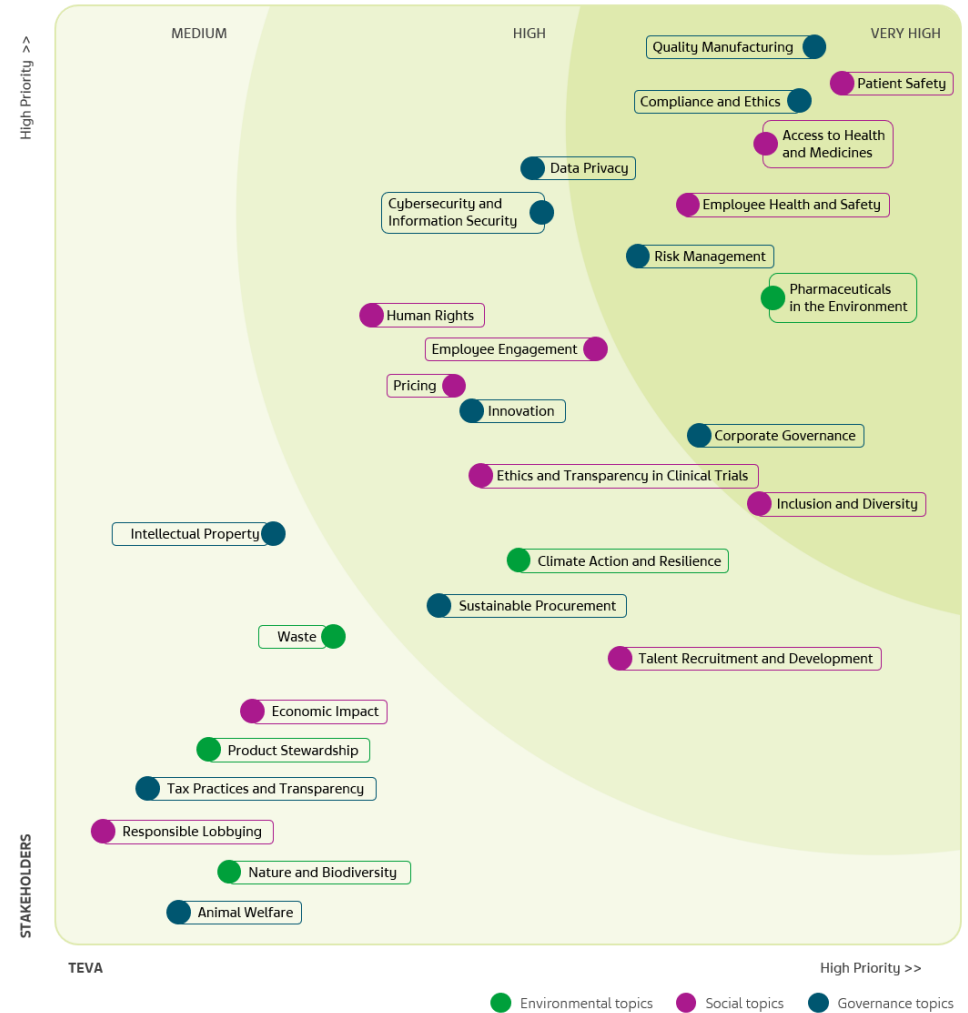 High Priority >>
MEDIUM
HIGH
VERY HIGH
Quality Manufacturing
Patient Safety
Compliance and Ethics
Access to Health
and Medicines
Data Privacy
Cybersecurity and
Information Security
Employee Health and Safety
Risk Management
Pharmaceuticals
in the Environment
Human Rights
Employee Engagement
Pricing
Innovation
Corporate Governance
Ethics and Transparency in Clinical Trials
Inclusion and Diversity
Intellectual Property
Climate Action and Resilience
Sustainable Procurement
Waste
Talent Recruitment and Development
Economic Impact
Product Stewardship
Tax Practices and Transparency
Responsible Lobbying
Nature and Biodiversity
Animal Welfare
STAKEHOLDERS
TEVA
High Priority >>
Environmental topics
Social topics
Governance topics